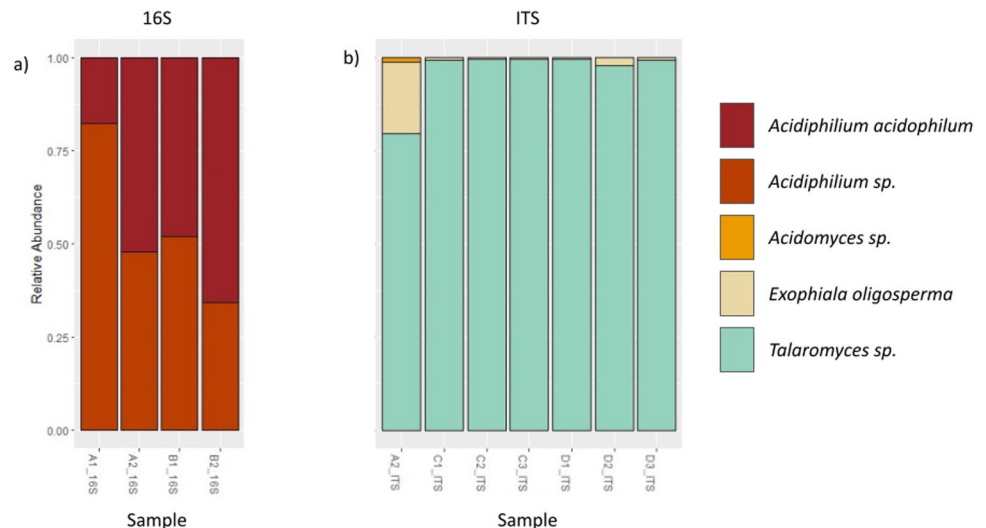 16S
ITS
a)
b)
1.00
0.75
0.50
0.25
0.00
Relative Abundance
A1_16S
A2_16S
B1_16S
B2_16S
Sample
A2_ITS
C1_ITS
C2_ITS
C3_ITS
D1_ITS
D2_ITS
D3_ITS
Sample
Acidiphilium acidophilum
Acidiphilium sp.
Acidomyces sp.
Exophiala oligosperma
Talaromyces sp.